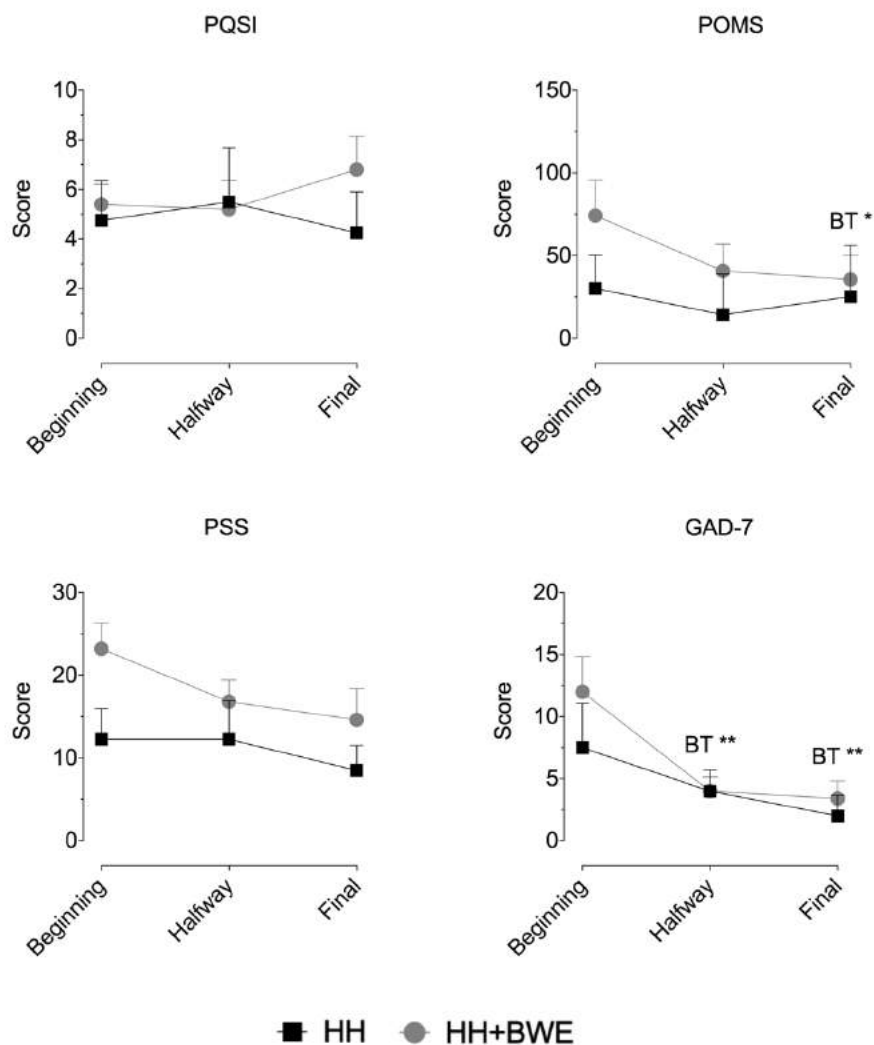 PQSI
10
8
6
4
2
0
Score
Beginning
Halfway
Final
POMS
150
100
50
0
Score
BT *
Beginning
Halfway
Final
PSS
30
20
10
0
Score
Beginning
Halfway
Final
GAD-7
20
15
10
5
0
Score
BT **
BT **
Beginning
Halfway
Final
HH
HH+BWE